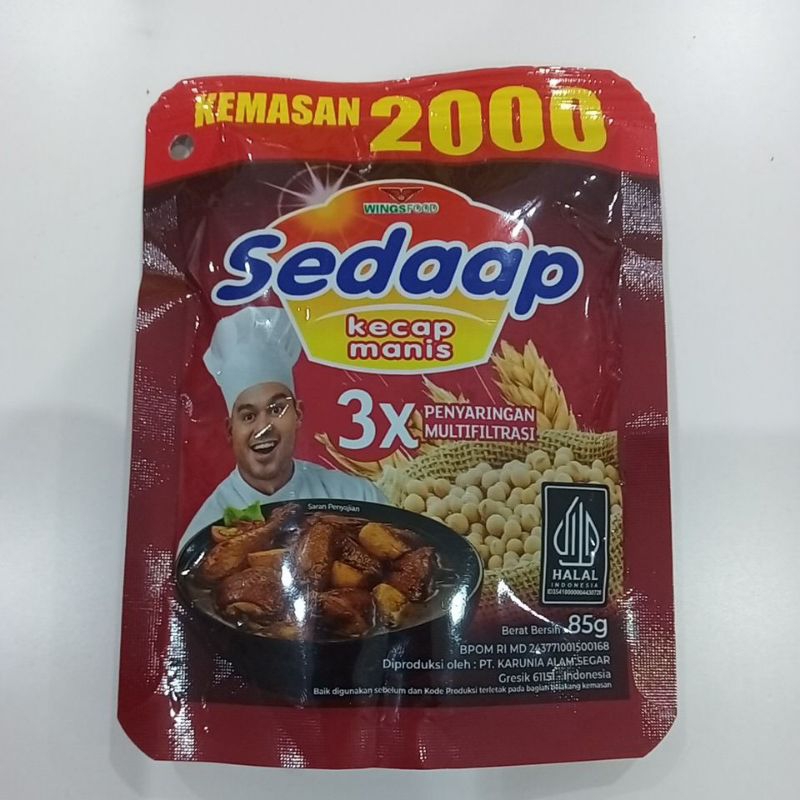 KEMASAN 2000
WINGSFOOD
Sedaap
kecap
manis
3x PENYARINGAN
MULTIFILTRASI
Saran Penyajian
HALAL
INDONESIA
ID35410000004430720
Berat Bersih : 85g
BPOM RI MD 243771001500168
Diproduksi oleh : PT. KARUNIA ALAM SEGAR
Gresik 61151 - Indonesia
Baik digunakan sebelum dan Kode Produksi terletak pada bagian belakang kemasan